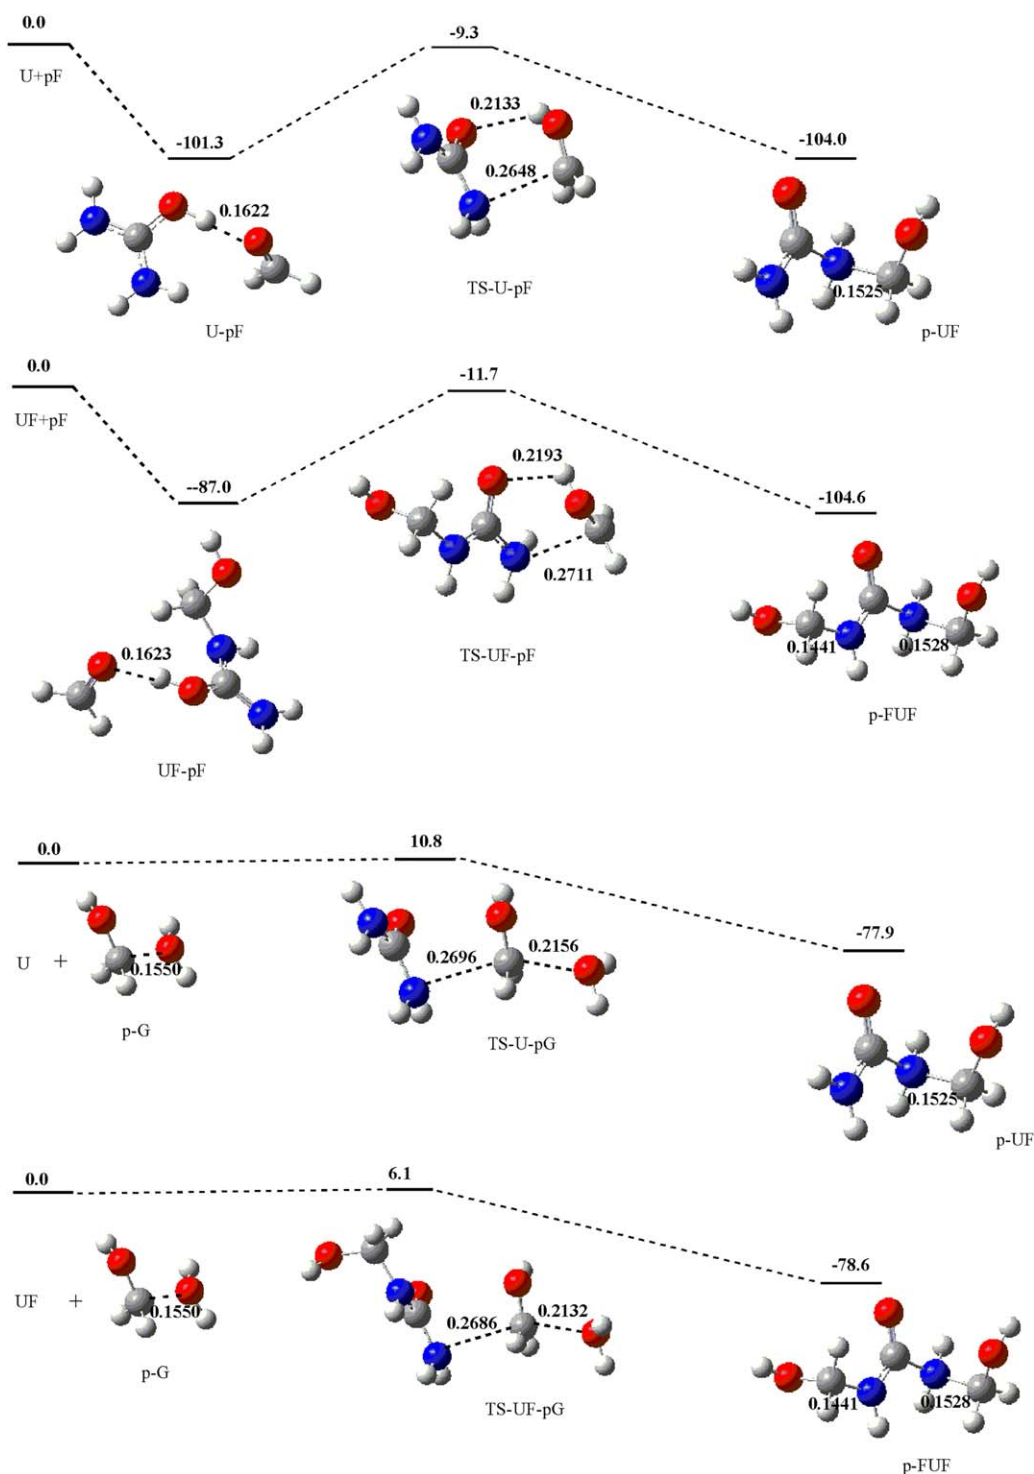 0.0
-9.3
U+pF
0.2133
-101.3
-104.0
0.2648
0.1622
TS-U-pF
0.1525
U-pF
p-UF
0.0
-11.7
UF+pF
0.2193
--87.0
-104.6
0.2711
0.1623
TS-UF-pF
0.1441
0.1528
p-FUF
UF-pF
0.0
10.8
-77.9
0.2156
0.2696
U +
0.1550
p-G
TS-U-pG
0.1525
p-UF
0.0
6.1
-78.6
UF +
0.1550
0.2132
0.2686
p-G
TS-UF-pG
0.1441
0.1528
p-FUF